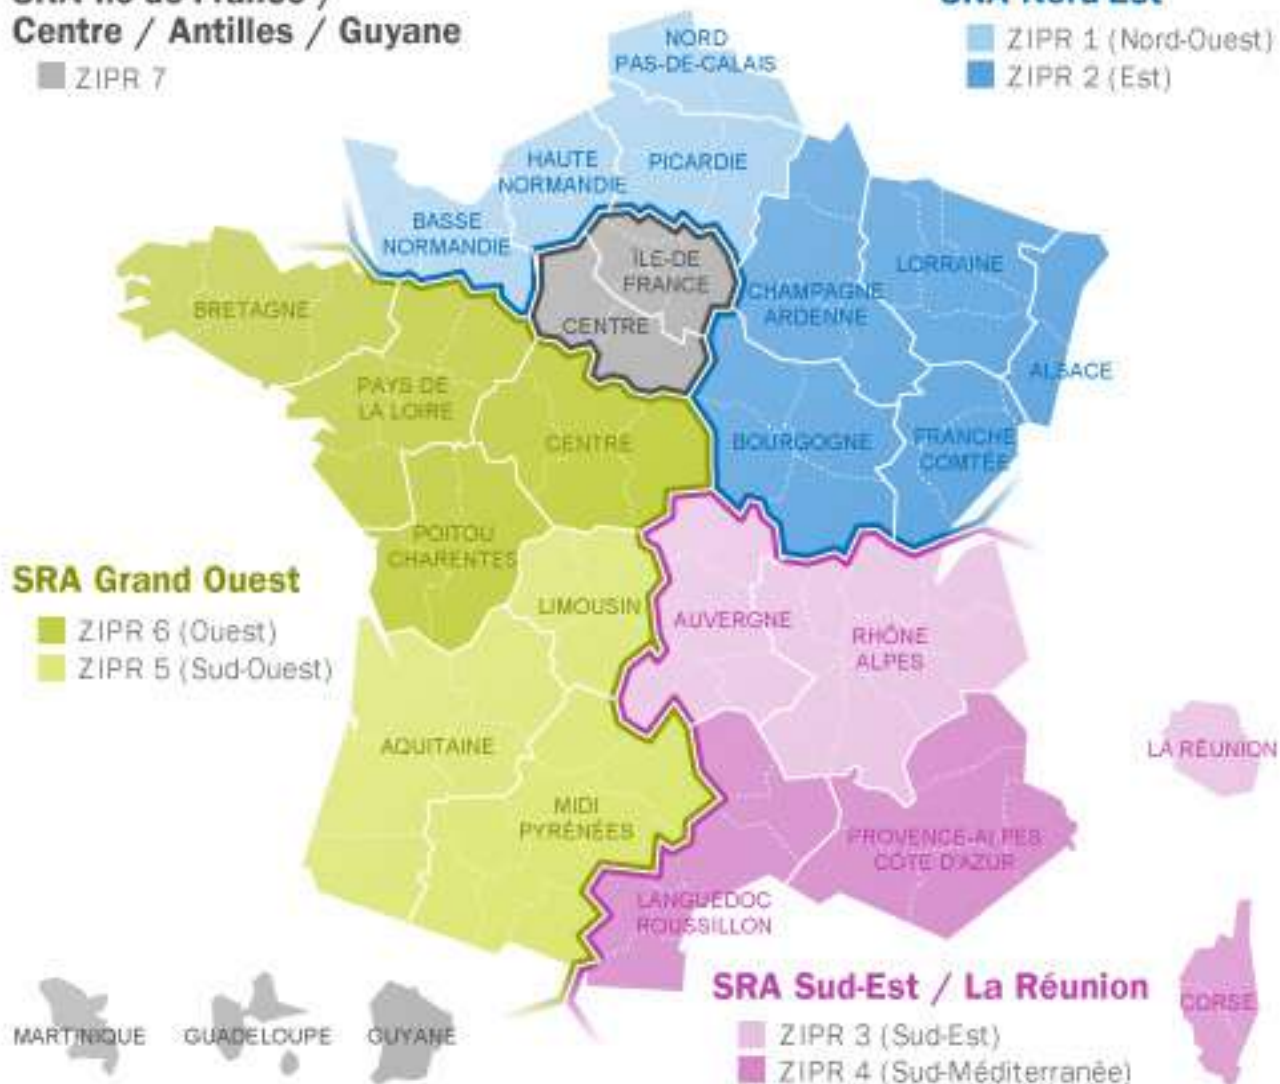 Centre / Antilles / Guyane
ZIPR 7
ZIPR 1 (Nord-Ouest)
ZIPR 2 (Est)
NORD
PAS-DE-CALAIS
HAUTE
NORMANDIE
PICARDIE
BASSE
NORMANDIE
ÎLE-DE
FRANCE
CENTRE
CHAMPAGNE
ARDENNE
LORRAINE
ALSACE
BRETAGNE
PAYS DE
LA LOIRE
CENTRE
BOURGOGNE
FRANCHE
COMTÉE
POITOU
CHARENTES
SRA Grand Ouest
ZIPR 6 (Ouest)
ZIPR 5 (Sud-Ouest)
LIMOUSIN
AUVERGNE
RHÔNE
ALPES
AQUITAINE
MIDI
PYRÉNÉES
LA RÉUNION
PROVENCE-ALPES
CÔTE D'AZUR
LANGUEDOC
ROUSSILLON
SRA Sud-Est / La Réunion
ZIPR 3 (Sud-Est)
ZIPR 4 (Sud-Méditerranée)
CORSE
MARTINIQUE
GUADELOUPE
GUYANE